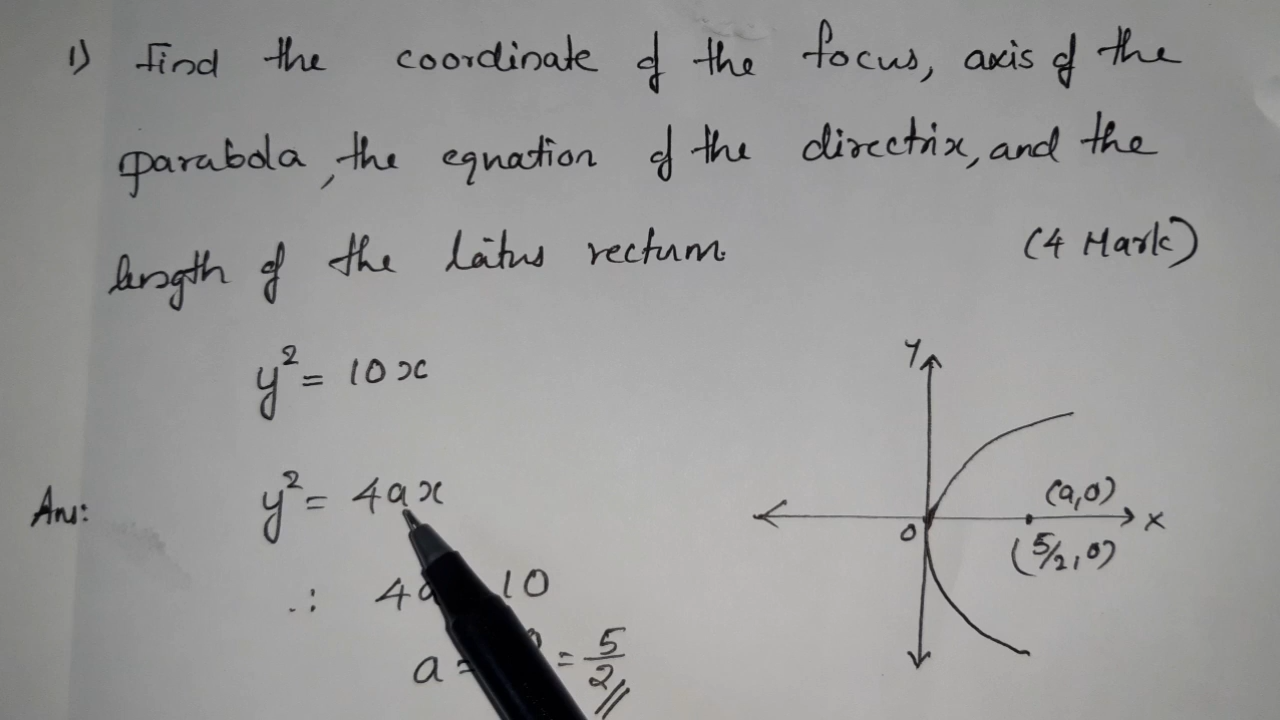 1) Find the coordinate of the focus, axis of the
parabola, the equation of the directrix, and the
length of the latus rectum.
(4 Mark)
y² = 10x
Ans: y² = 4ax
∴ 4a 10
a = = 5/2
Y
(a,0)
X
O
(5/2,0)